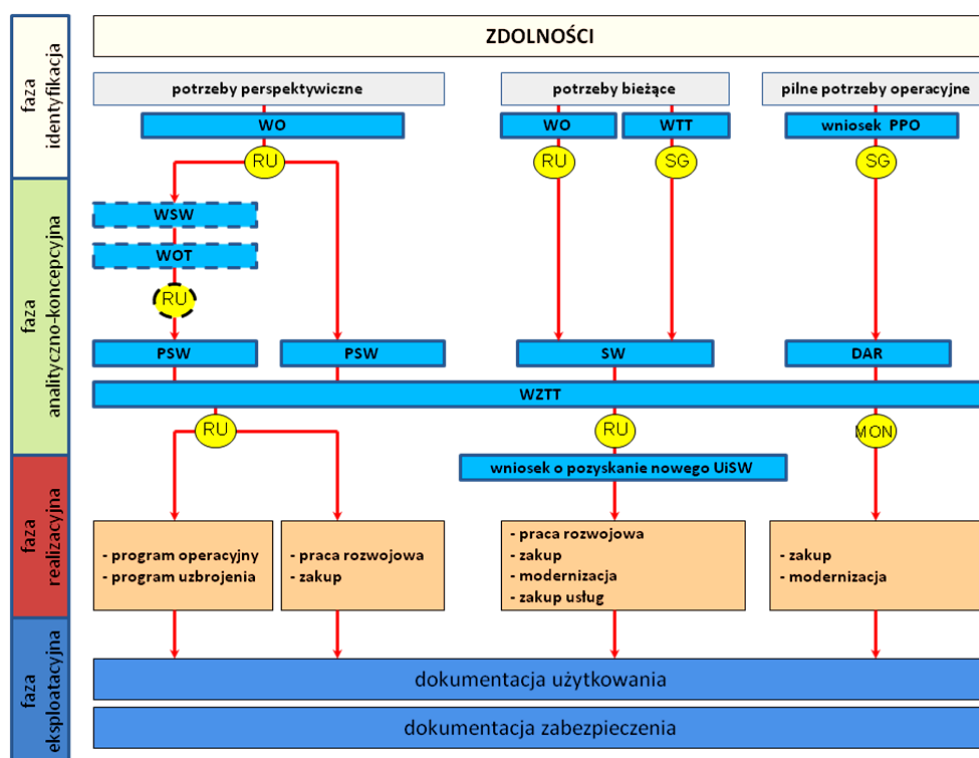 ZDOLNOŚCI
faza
identyfikacja
potrzeby perspektywiczne
potrzeby bieżące
pilne potrzeby operacyjne
WO
WO
WTT
wniosek PPO
RU
RU
SG
SG
faza
analityczno-koncepcyjna
WSW
WOT
RU
PSW
PSW
SW
DAR
WZTT
RU
RU
MON
faza
realizacyjna
wniosek o pozyskanie nowego UiSW
- program operacyjny
- program uzbrojenia
- praca rozwojowa
- zakup
- praca rozwojowa
- zakup
- modernizacja
- zakup usług
- zakup
- modernizacja
faza
eksploatacyjna
dokumentacja użytkowania
dokumentacja zabezpieczenia